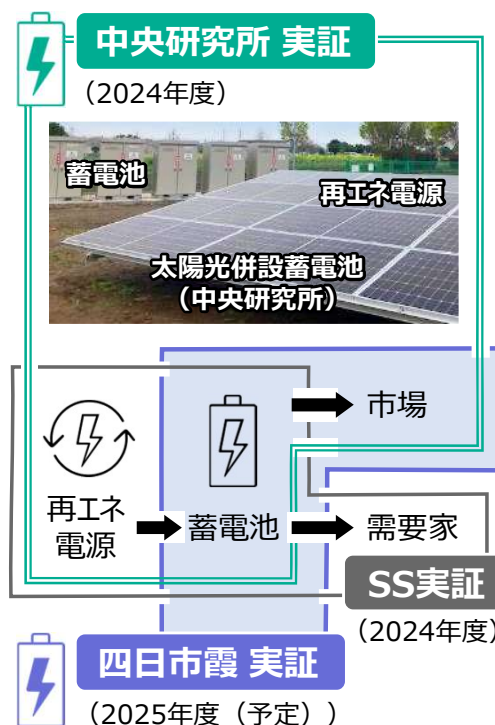 中央研究所 実証
（2024年度）
蓄電池
再エネ電源
太陽光併設蓄電池
（中央研究所）
市場
再エネ
電源
蓄電池
需要家
SS実証
（2024年度）
四日市霞 実証
（2025年度（予定））